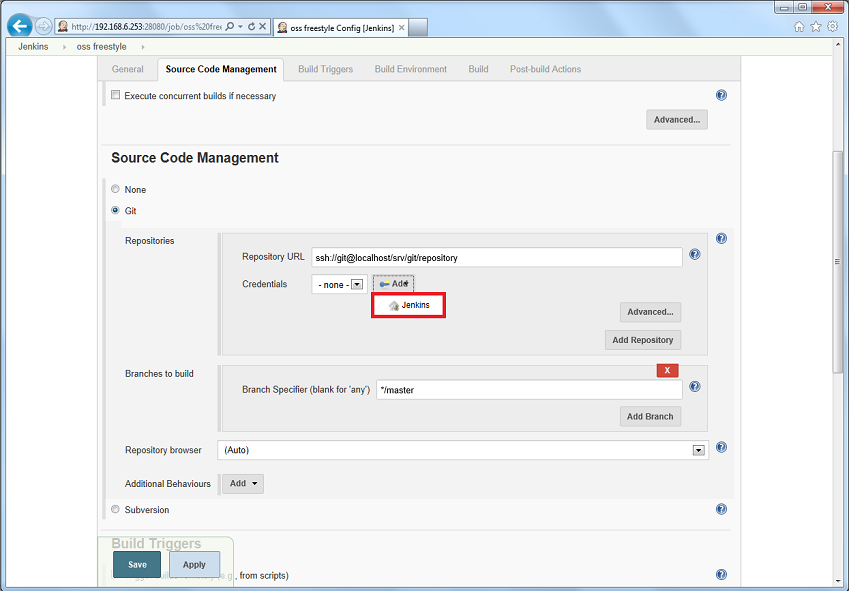 http://192.168.6.253:28080/job/oss%20fre
oss freestyle Config [Jenkins]
Jenkins oss freestyle
General Source Code Management Build Triggers Build Environment Build Post-build Actions
Execute concurrent builds if necessary
Advanced...
Source Code Management
None
Git
Repositories
Repository URL ssh://git@localhost/srv/git/repository
Credentials - none - Add
Jenkins
Advanced...
Add Repository
Branches to build
X
Branch Specifier (blank for 'any') */master
Add Branch
Repository browser (Auto)
Additional Behaviours Add
Subversion
Build Triggers
Save Apply
, from scripts)